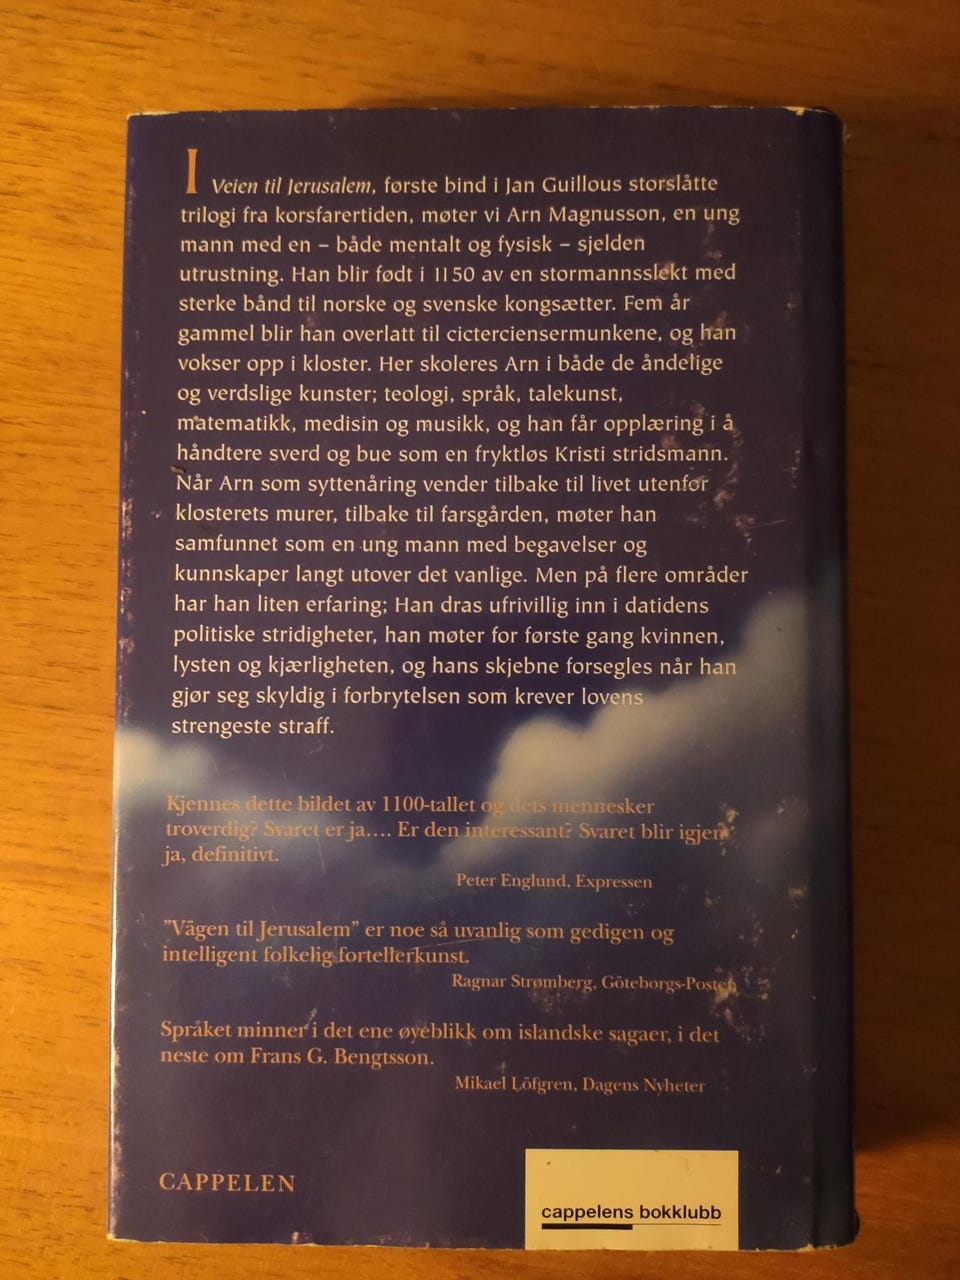 I Veien til Jerusalem, første bind i Jan Guillous storslåtte
trilogi fra korsfarertiden, møter vi Arn Magnusson, en ung
mann med en – både mentalt og fysisk – sjelden
utrustning. Han blir født i 1150 av en stormannsslekt med
sterke bånd til norske og svenske kongsætter. Fem år
gammel blir han overlatt til cicterciensermunkene, og han
vokser opp i kloster. Her skoleres Arn i både de åndelige
og verdslige kunster; teologi, språk, talekunst,
matematikk, medisin og musikk, og han får opplæring i å
håndtere sverd og bue som en fryktløs Kristi stridsmann.
Når Arn som syttenåring vender tilbake til livet utenfor
klosterets murer, tilbake til farsgården, møter han
samfunnet som en ung mann med begavelser og
kunnskaper langt utover det vanlige. Men på flere områder
har han liten erfaring; Han dras ufrivillig inn i datidens
politiske stridigheter, han møter for første gang kvinnen,
lysten og kjærligheten, og hans skjebne forsegles når han
gjør seg skyldig i forbrytelsen som krever lovens
strengeste straff.
Kjennes dette bildet av 1100-tallet og dets mennesker
troverdig? Svaret er ja.... Er den interessant? Svaret blir igjen
ja, definitivt.
Peter Englund, Expressen
"Vägen til Jerusalem" er noe så uvanlig som gedigen og
intelligent folkelig fortellerkunst.
Ragnar Strømberg, Göteborgs-Posten
Språket minner i det ene øyeblikk om islandske sagaer, i det
neste om Frans G. Bengtsson.
Mikael Löfgren, Dagens Nyheter
CAPPELEN
cappelens bokklubb